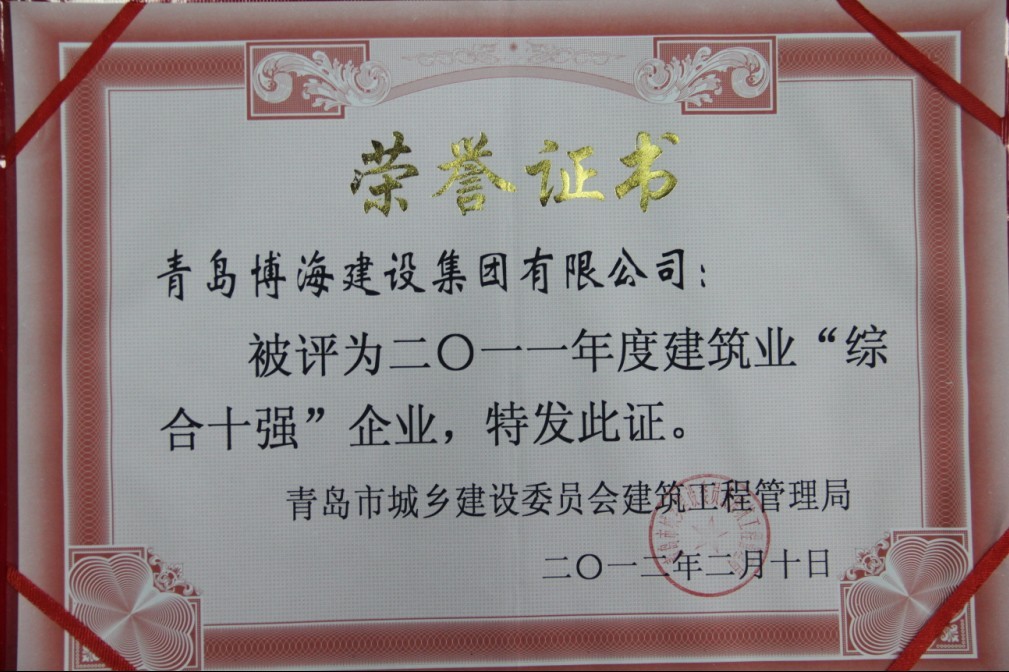 荣誉证书
青岛博海建设集团有限公司：
被评为二〇一一年度建筑业“综
合十强”企业，特发此证。
青岛市城乡建设委员会建筑工程管理局
二〇一二年二月十日